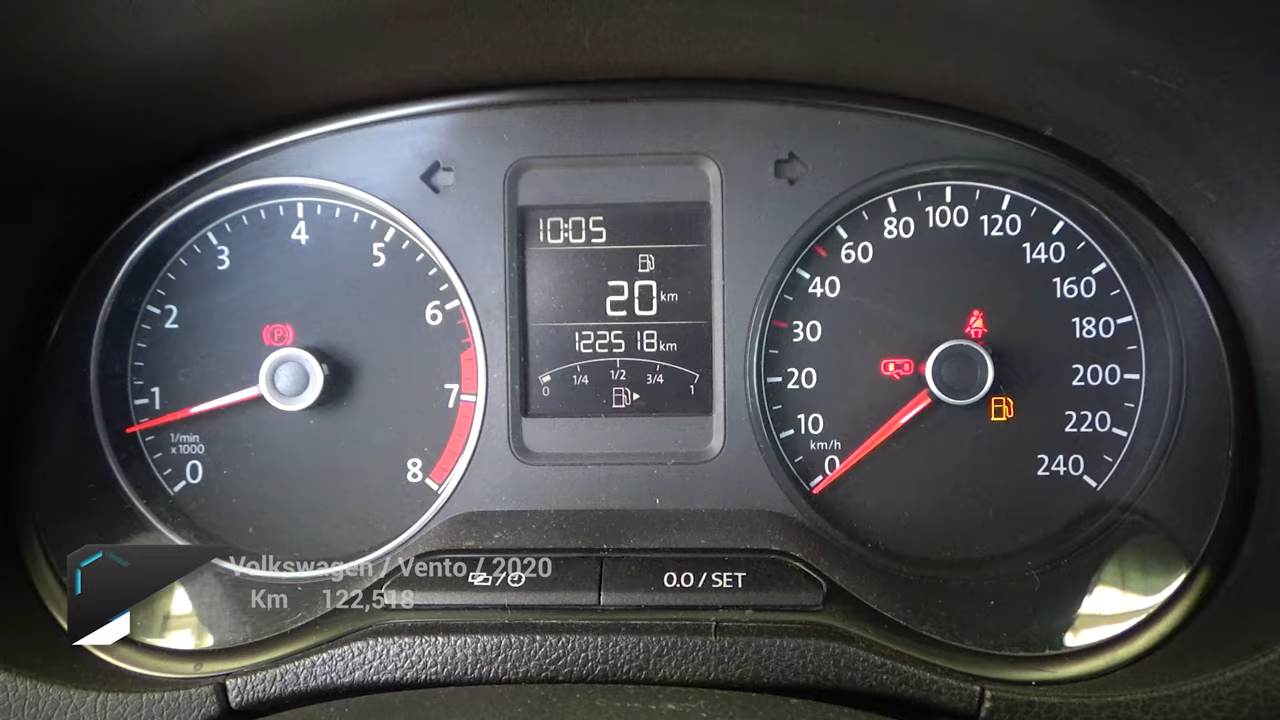 10:05
20 km
122518 km
0 1/4 1/2 3/4 1
0 1 2 3 4 5 6 7 8
1/min
x1000
P
0 10 20 30 40 60 80 100 120 140 160 180 200 220 240
km/h
0.0 / SET
Volkswagen / Vento / 2020
Km 122,518